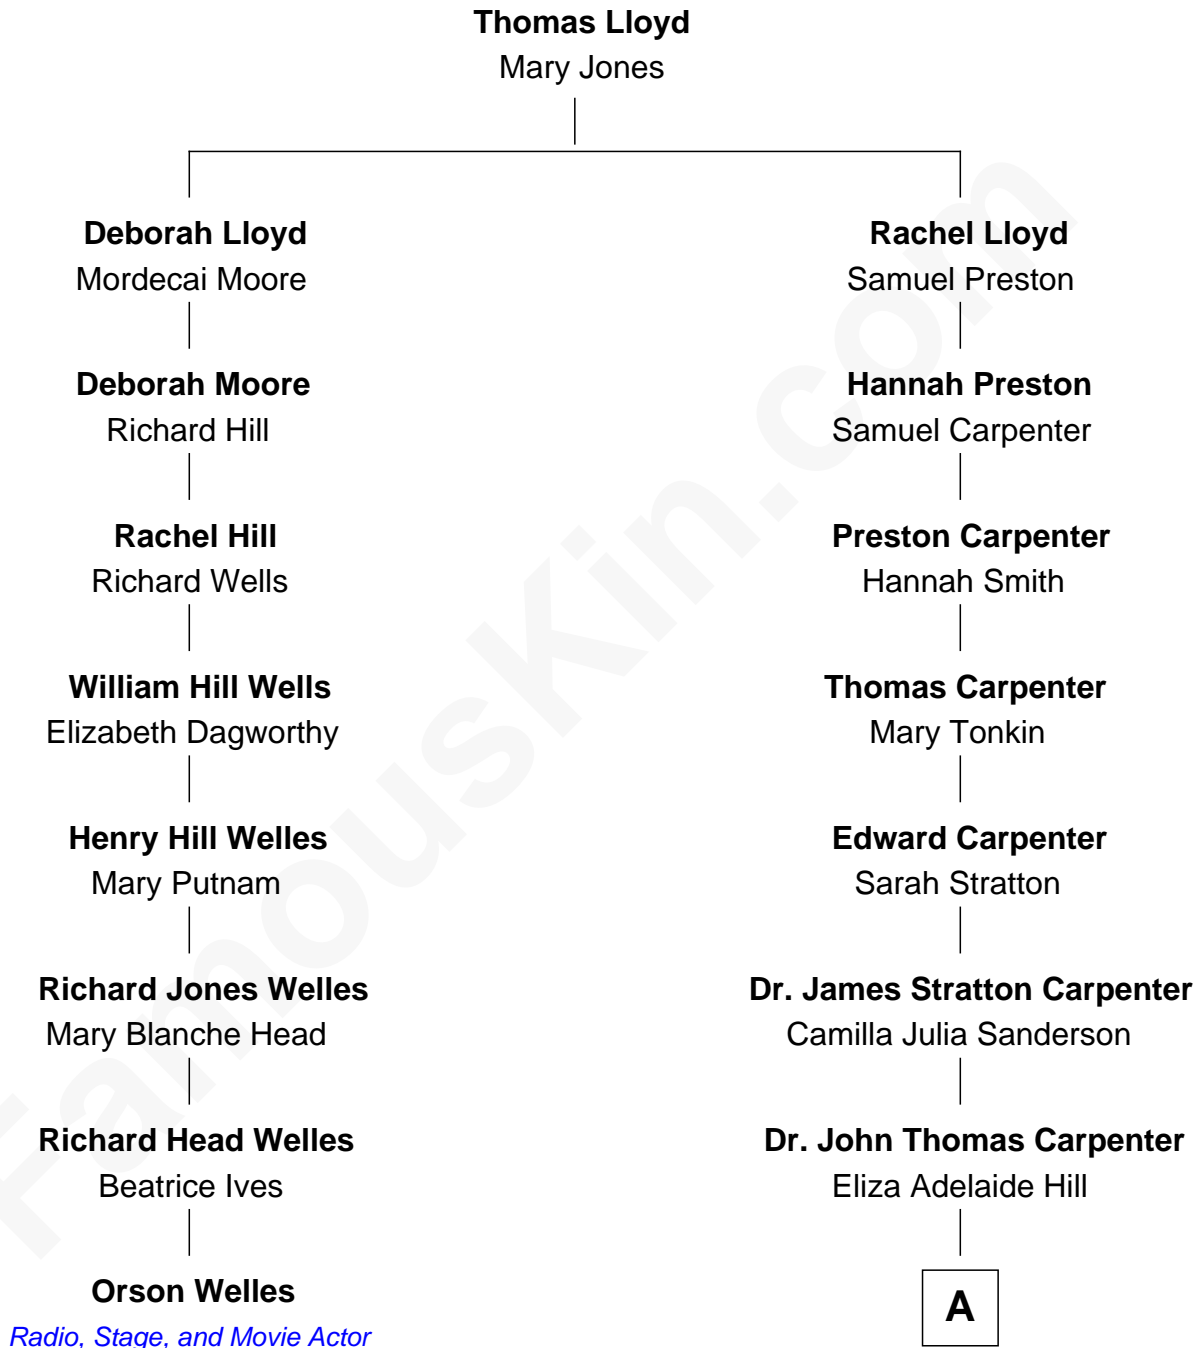 Thomas Lloyd
Mary Jones
Deborah Lloyd
Mordecai Moore
Rachel Lloyd
Samuel Preston
Deborah Moore
Richard Hill
Hannah Preston
Samuel Carpenter
Rachel Hill
Richard Wells
Preston Carpenter
Hannah Smith
William Hill Wells
Elizabeth Dagworthy
Thomas Carpenter
Mary Tonkin
Henry Hill Welles
Mary Putnam
Edward Carpenter
Sarah Stratton
Richard Jones Welles
Mary Blanche Head
Dr. James Stratton Carpenter
Camilla Julia Sanderson
Richard Head Welles
Beatrice Ives
Dr. John Thomas Carpenter
Eliza Adelaide Hill
Orson Welles
Radio, Stage, and Movie Actor
A
FamousKin.com